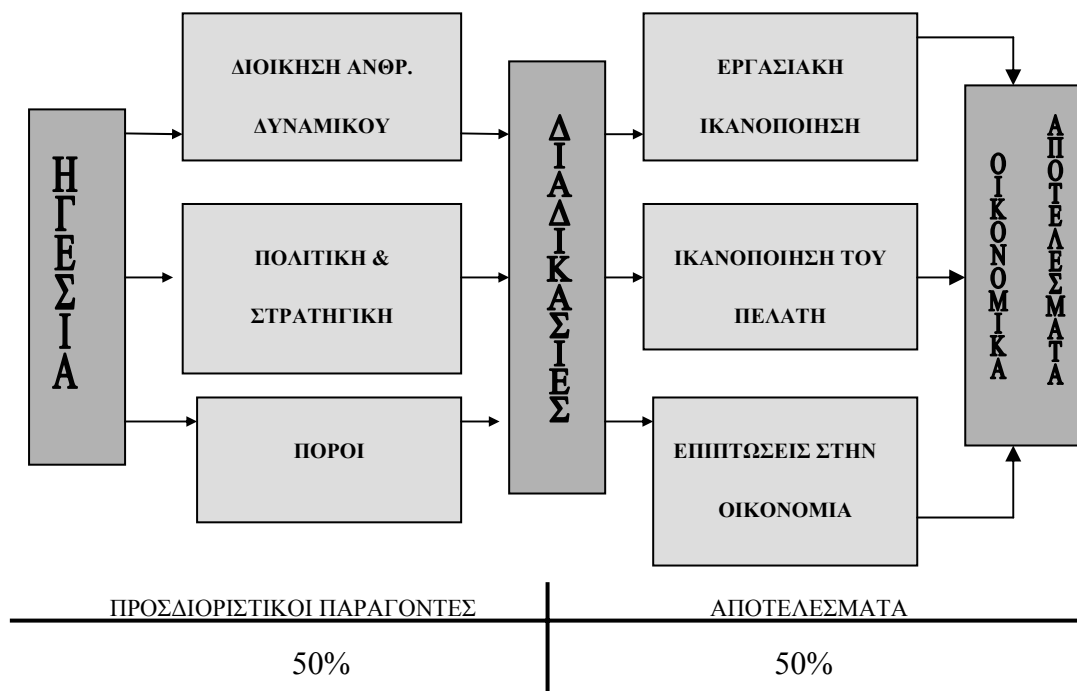 ΗΓΕΣΙΑ
ΔΙΟΙΚΗΣΗ ΑΝΘΡ.
ΔΥΝΑΜΙΚΟΥ
ΠΟΛΙΤΙΚΗ &
ΣΤΡΑΤΗΓΙΚΗ
ΠΟΡΟΙ
ΔΙΑΔΙΚΑΣΙΕΣ
ΕΡΓΑΣΙΑΚΗ
ΙΚΑΝΟΠΟΙΗΣΗ
ΙΚΑΝΟΠΟΙΗΣΗ ΤΟΥ
ΠΕΛΑΤΗ
ΕΠΙΠΤΩΣΕΙΣ ΣΤΗΝ
ΟΙΚΟΝΟΜΙΑ
ΟΙΚΟΝΟΜΙΚΑ
ΑΠΟΤΕΛΕΣΜΑΤΑ
ΠΡΟΣΔΙΟΡΙΣΤΙΚΟΙ ΠΑΡΑΓΟΝΤΕΣ
ΑΠΟΤΕΛΕΣΜΑΤΑ
50%
50%